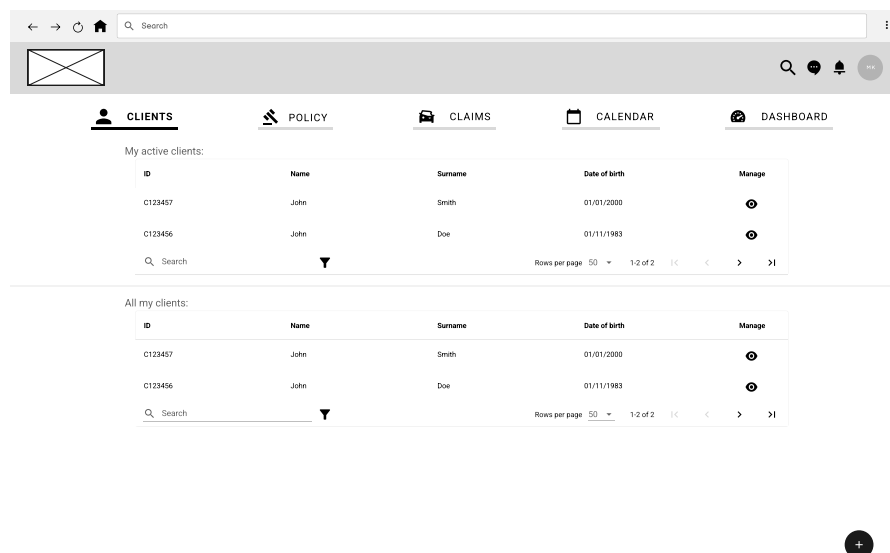 Search
CLIENTS POLICY CLAIMS CALENDAR DASHBOARD
My active clients:
ID Name Surname Date of birth Manage
C123457 John Smith 01/01/2000
C123456 John Doe 01/11/1983
Search Rows per page 50 1-2 of 2
All my clients:
ID Name Surname Date of birth Manage
C123457 John Smith 01/01/2000
C123456 John Doe 01/11/1983
Search Rows per page 50 1-2 of 2